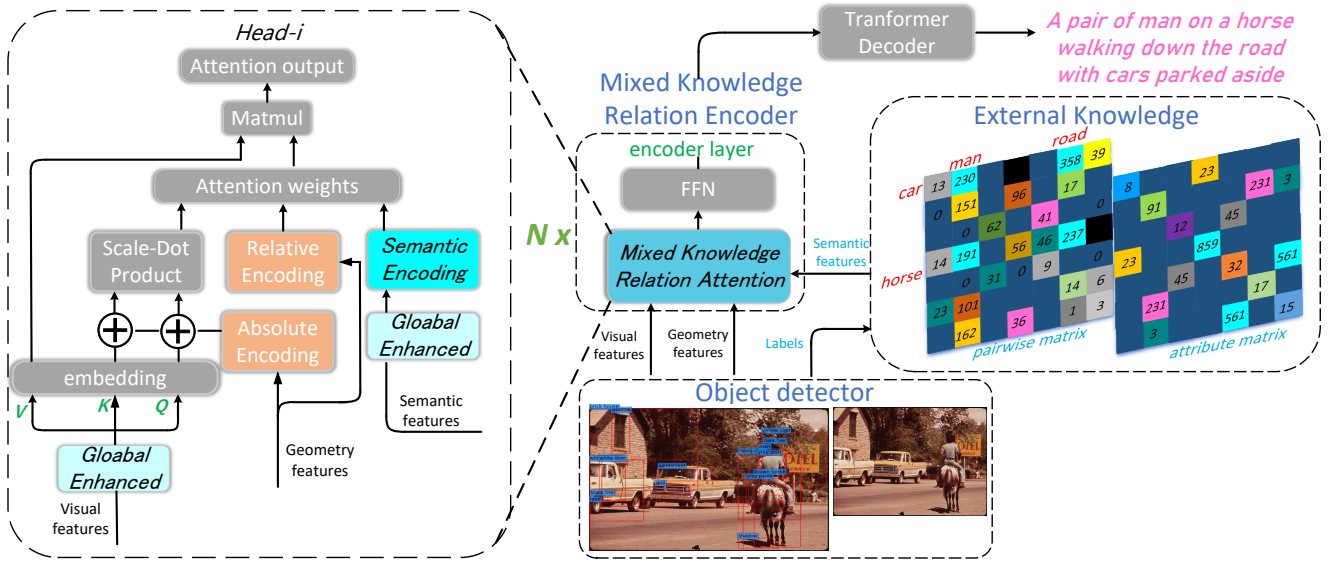 Head-i
Attention output
Matmul
Attention weights
Scale-Dot
Product
Relative
Encoding
Semantic
Encoding
Absolute
Encoding
Gloabal
Enhanced
embedding
V
K
Q
Semantic
features
Geometry
features
Gloabal
Enhanced
Visual
features
Tranformer
Decoder
A pair of man on a horse
walking down the road
with cars parked aside
Mixed Knowledge
Relation Encoder
encoder layer
FFN
N x
Mixed Knowledge
Relation Attention
Semantic
features
Visual
features
Geometry
features
Labels
External Knowledge
man
road
car
horse
13 230 358 39
151 96 17
0
0 62 41 0
14 191 56 46 237
0 31 0 9 0
23 101 14 6
162 36 1 3
pairwise matrix
8 23
91 231 3
12 45
23 859
45 32 561
231 17
3 561 15
attribute matrix
Object detector
shadow